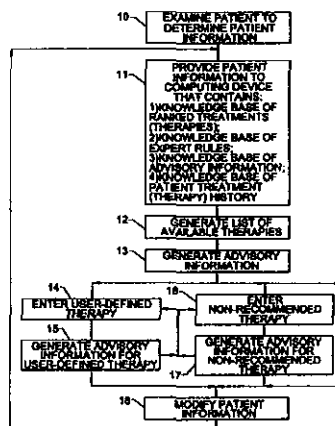 10
EXAMINE PATIENT TO
DETERMINE PATIENT
INFORMATION
11
PROVIDE PATIENT
INFORMATION TO
COMPUTING DEVICE
THAT CONTAINS:
1)KNOWLEDGE BASE OF
RANKED TREATMENTS
(THERAPIES);
2)KNOWLEDGE BASE OF
EXPERT RULES;
3)KNOWLEDGE BASE OF
ADVISORY INFORMATION;
4)KNOWLEDGE BASE OF
PATIENT TREATMENT
(THERAPY) HISTORY
12
GENERATE LIST OF
AVAILABLE THERAPIES
13
GENERATE ADVISORY
INFORMATION
14
ENTER USER-DEFINED
THERAPY
16
ENTER
NON-RECOMMENDED
THERAPY
15
GENERATE ADVISORY
INFORMATION FOR
USER-DEFINED THERAPY
GENERATE ADVISORY
INFORMATION FOR
NON-RECOMMENDED
THERAPY
17
18
MODIFY PATIENT
INFORMATION